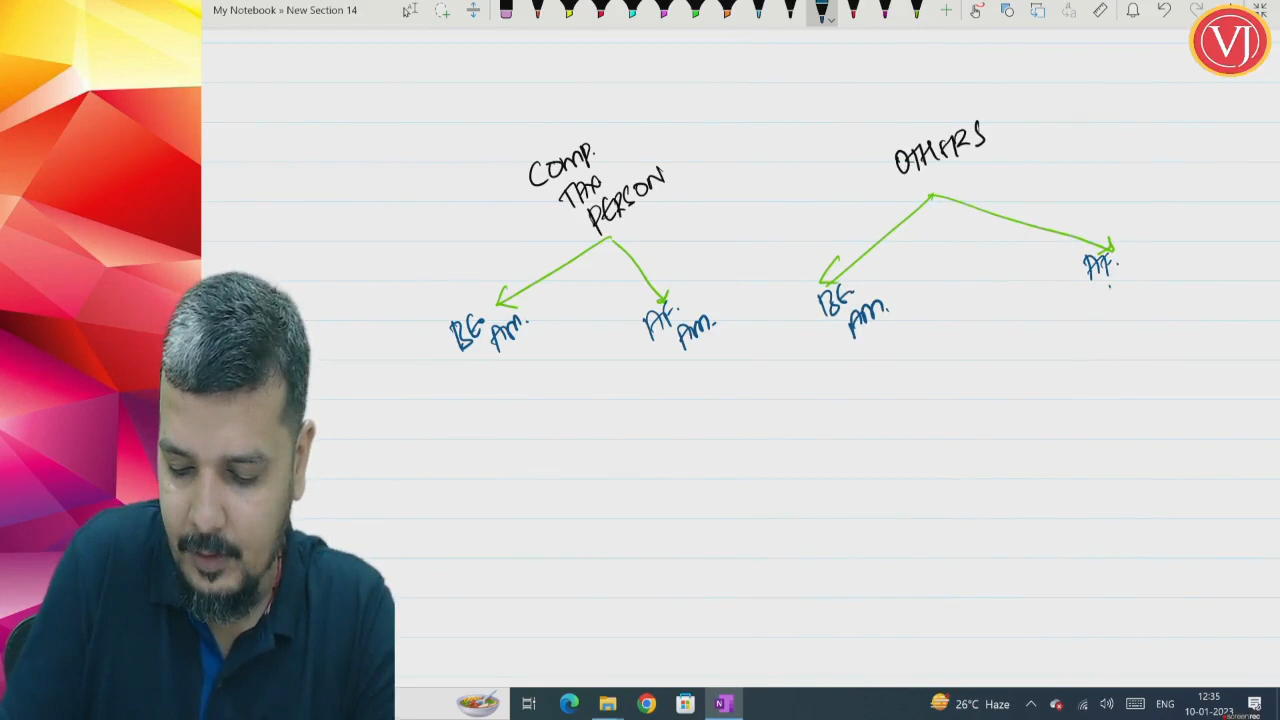 My Notebook » New Section 14
VJ
COMP.
TAX
PERSON
OTHERS
BE.
AM.
AF.
AM.
BE.
AM.
AF.
ENG
26°C Haze
12:35
10-01-2023
screenrec